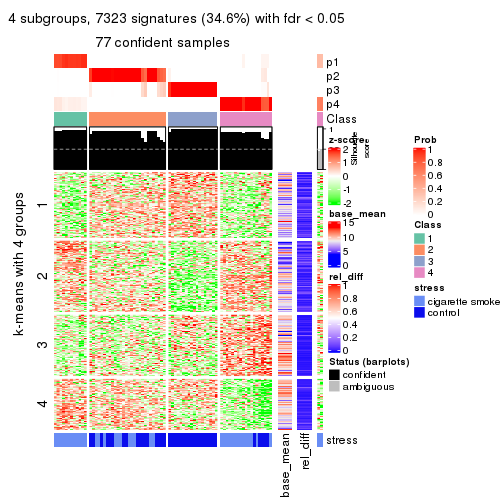 4 subgroups, 7323 signatures (34.6%) with fdr < 0.05
77 confident samples
p1
p2
p3
p4
Class
1
Silhouette
score
k-means with 4 groups
1
2
3
4
stress
base_mean
rel_diff
z-score
2
1
0
-1
-2
base_mean
15
10
5
0
rel_diff
1
0.8
0.6
0.4
0.2
0
Status (barplots)
confident
ambiguous
Prob
1
0.8
0.6
0.4
0.2
0
Class
1
2
3
4
stress
cigarette smoke
control